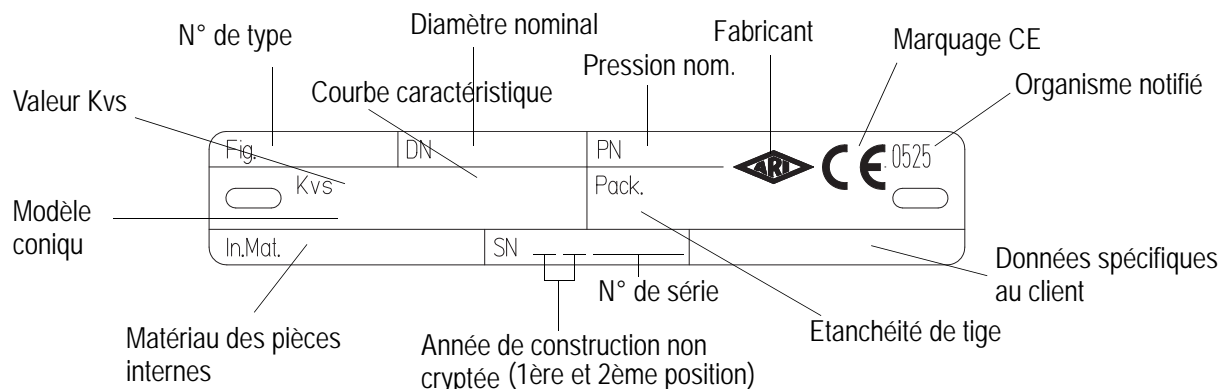 N° de type
Diamètre nominal
Fabricant
Marquage CE
Pression nom.
Organisme notifié
Valeur Kvs
Courbe caractéristique
Fig.
DN
PN
ARI
CE
0525
Kvs
Pack.
Modèle
coniqu
In.Mat.
SN
Données spécifiques
au client
N° de série
Etanchéité de tige
Matériau des pièces
internes
Année de construction non
cryptée (1ère et 2ème position)